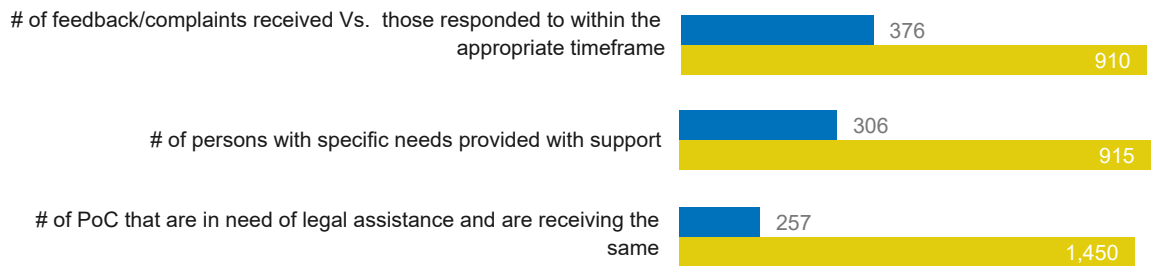 # of feedback/complaints received Vs.  those responded to within the
appropriate timeframe
376
910
# of persons with specific needs provided with support
306
915
# of PoC that are in need of legal assistance and are receiving the
same
257
1,450